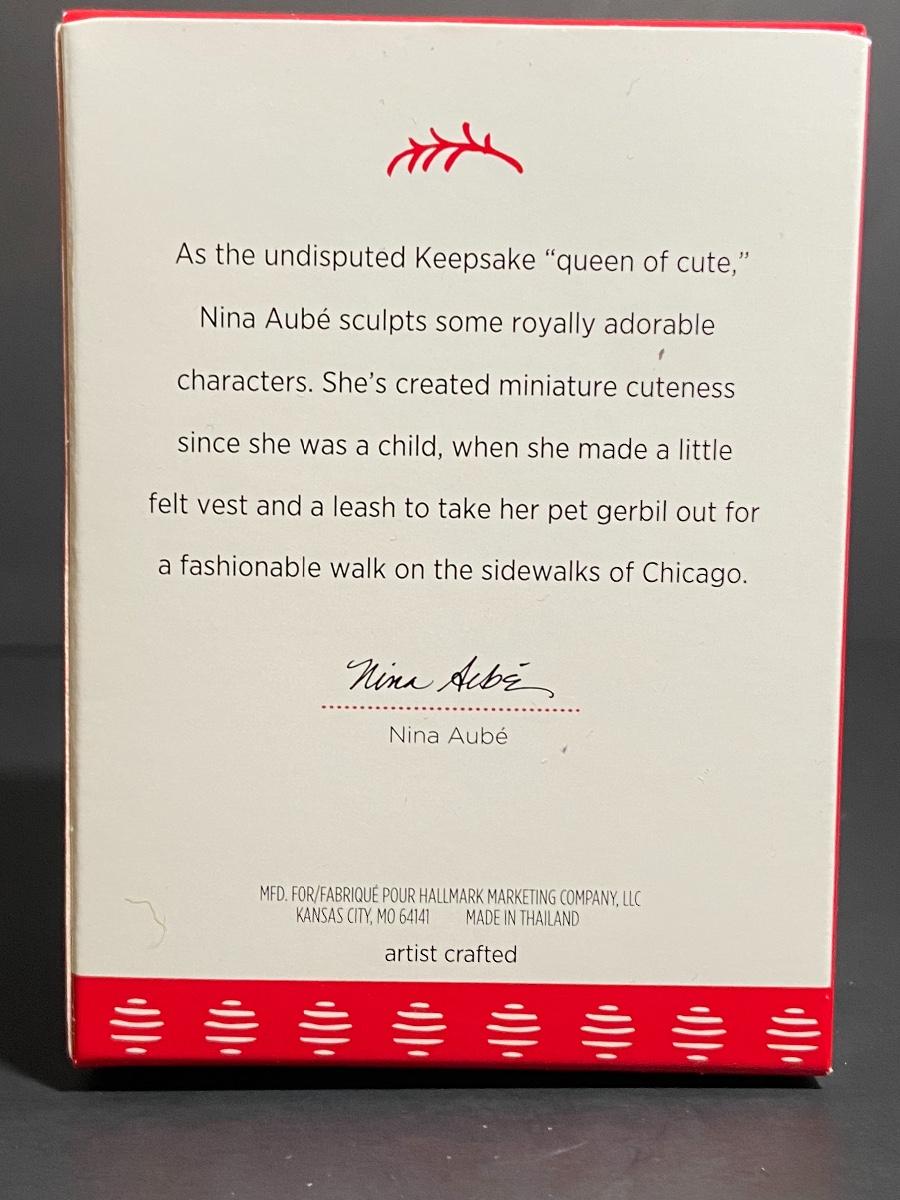 As the undisputed Keepsake “queen of cute,”
Nina Aubé sculpts some royally adorable
characters. She’s created miniature cuteness
since she was a child, when she made a little
felt vest and a leash to take her pet gerbil out for
a fashionable walk on the sidewalks of Chicago.
Nina Aubé
Nina Aubé
MFD. FOR/FABRIQUÉ POUR HALLMARK MARKETING COMPANY, LLC
KANSAS CITY, MO 64141 MADE IN THAILAND
artist crafted